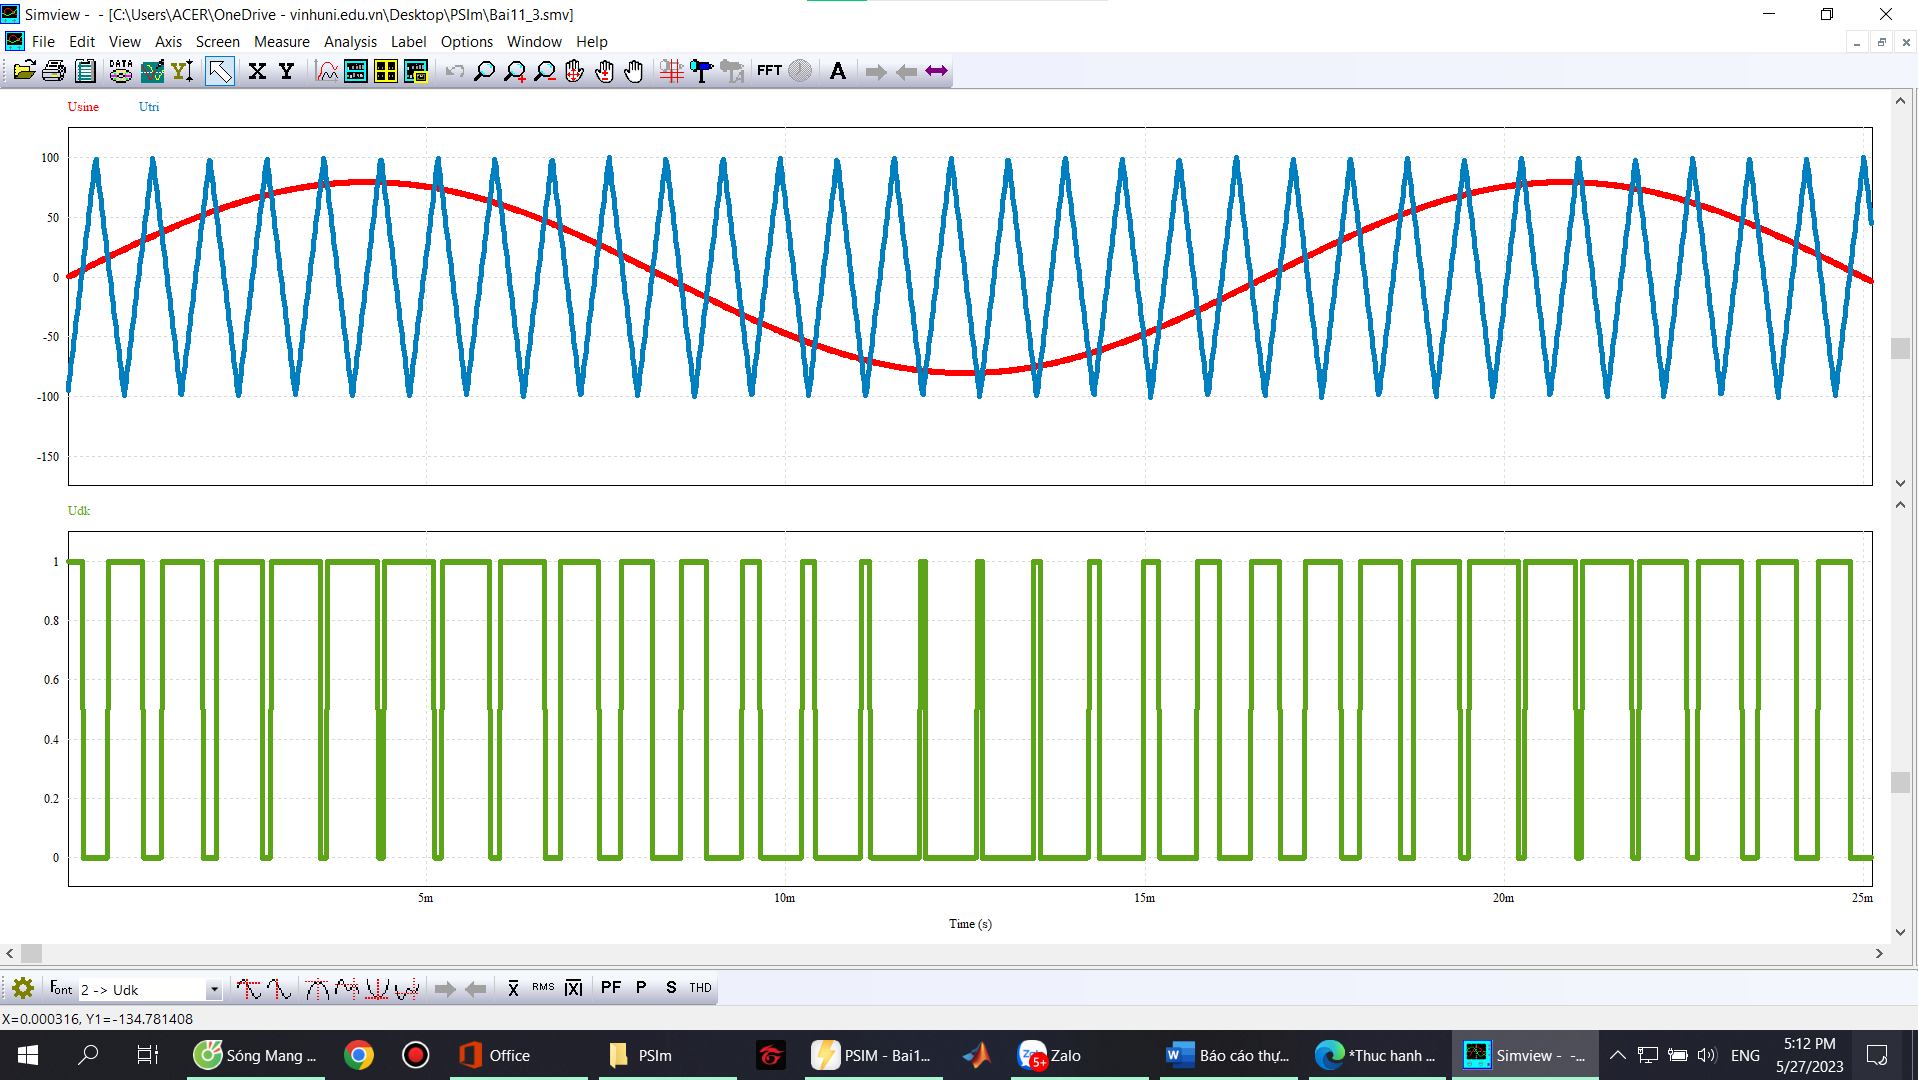 Simview - - [C:\Users\ACER\OneDrive - vinhuni.edu.vn\Desktop\PSIm\Bai11_3.smv]
File Edit View Axis Screen Measure Analysis Label Options Window Help
DATA Y X Y FFT A
Usine Utri
100
50
0
-50
-100
-150
Udk
1
0.8
0.6
0.4
0.2
0
5m 10m 15m 20m 25m
Time (s)
Font 2 -> Udk x RMS |x| PF P S THD
X=0.000316, Y1=-134.781408
Sóng Mang ... Office PSIm PSIM - Bai1... 5+ Zalo Báo cáo thự... *Thuc hanh ... Simview - -... ENG 5:12 PM
5/27/2023